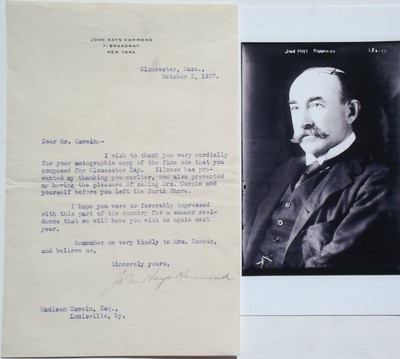 JOHN HAYS HAMMOND
71 BROADWAY
NEW YORK
Gloucester, Mass.,
October 2, 1907.
Dear Mr. Cawein:-
I wish to thank you very cordially
for your autographic copy of the fine ode that you
composed for Gloucester Day. Illness has pre-
vented my thanking you earlier, and also prevented
my having the pleasure of seeing Mrs. Cawein and
yourself before you left the North Shore.
I hope you were so favorably impressed
with this part of the country for a summer resi-
dence that we will have you with us again next
year.
Remember me very kindly to Mrs. Cawein,
and believe me,
Sincerely yours,
John Hays Hammond
Madison Cawein, Esq.,
Louisville, Ky.
JOHN HAYS HAMMOND